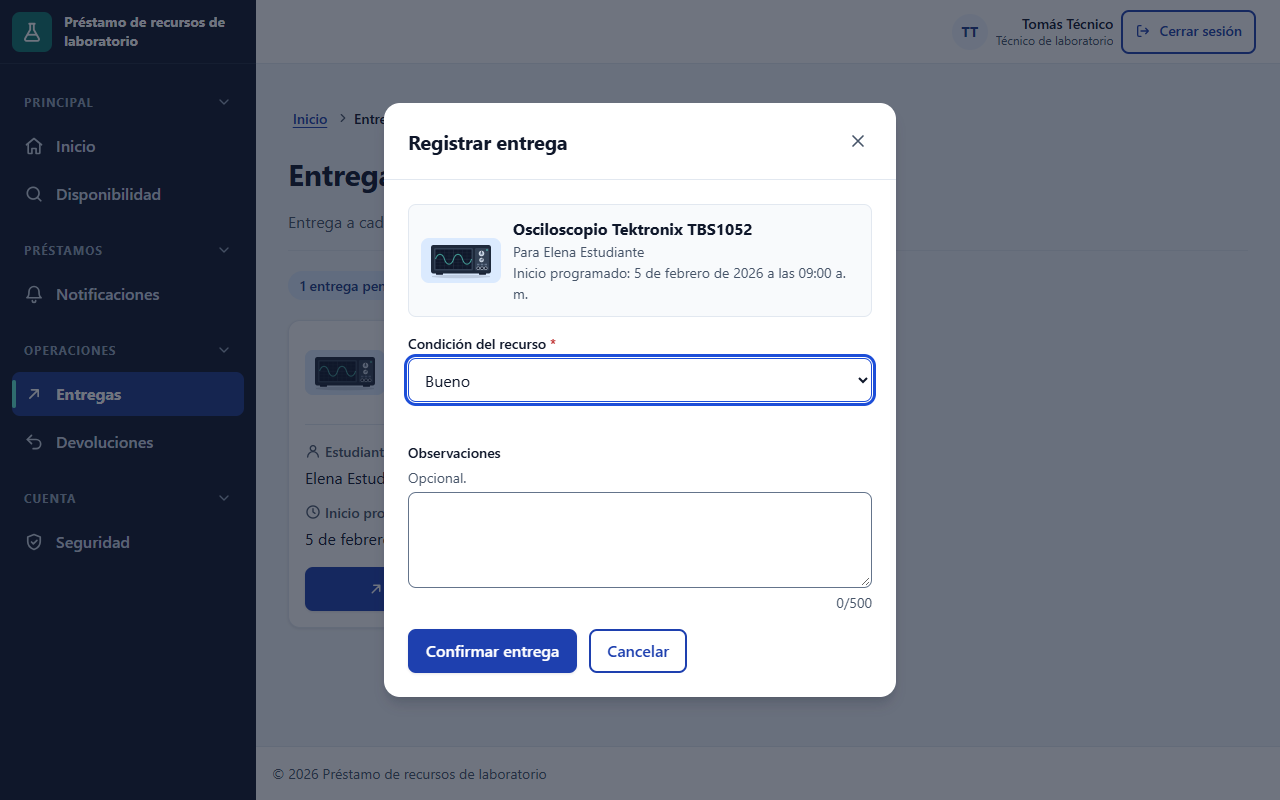 Préstamo de recursos de
laboratorio
TT
Tomás Técnico
Técnico de laboratorio
Cerrar sesión
PRINCIPAL
Inicio
Disponibilidad
PRÉSTAMOS
Notificaciones
OPERACIONES
Entregas
Devoluciones
CUENTA
Seguridad
Inicio
Entre
Entrega
Entrega a cad
1 entrega pen
Estudiant
Elena Estud
Inicio pro
5 de febrer
Registrar entrega
Osciloscopio Tektronix TBS1052
Para Elena Estudiante
Inicio programado: 5 de febrero de 2026 a las 09:00 a.
m.
Condición del recurso *
Bueno
Observaciones
Opcional.
0/500
Confirmar entrega
Cancelar
© 2026 Préstamo de recursos de laboratorio